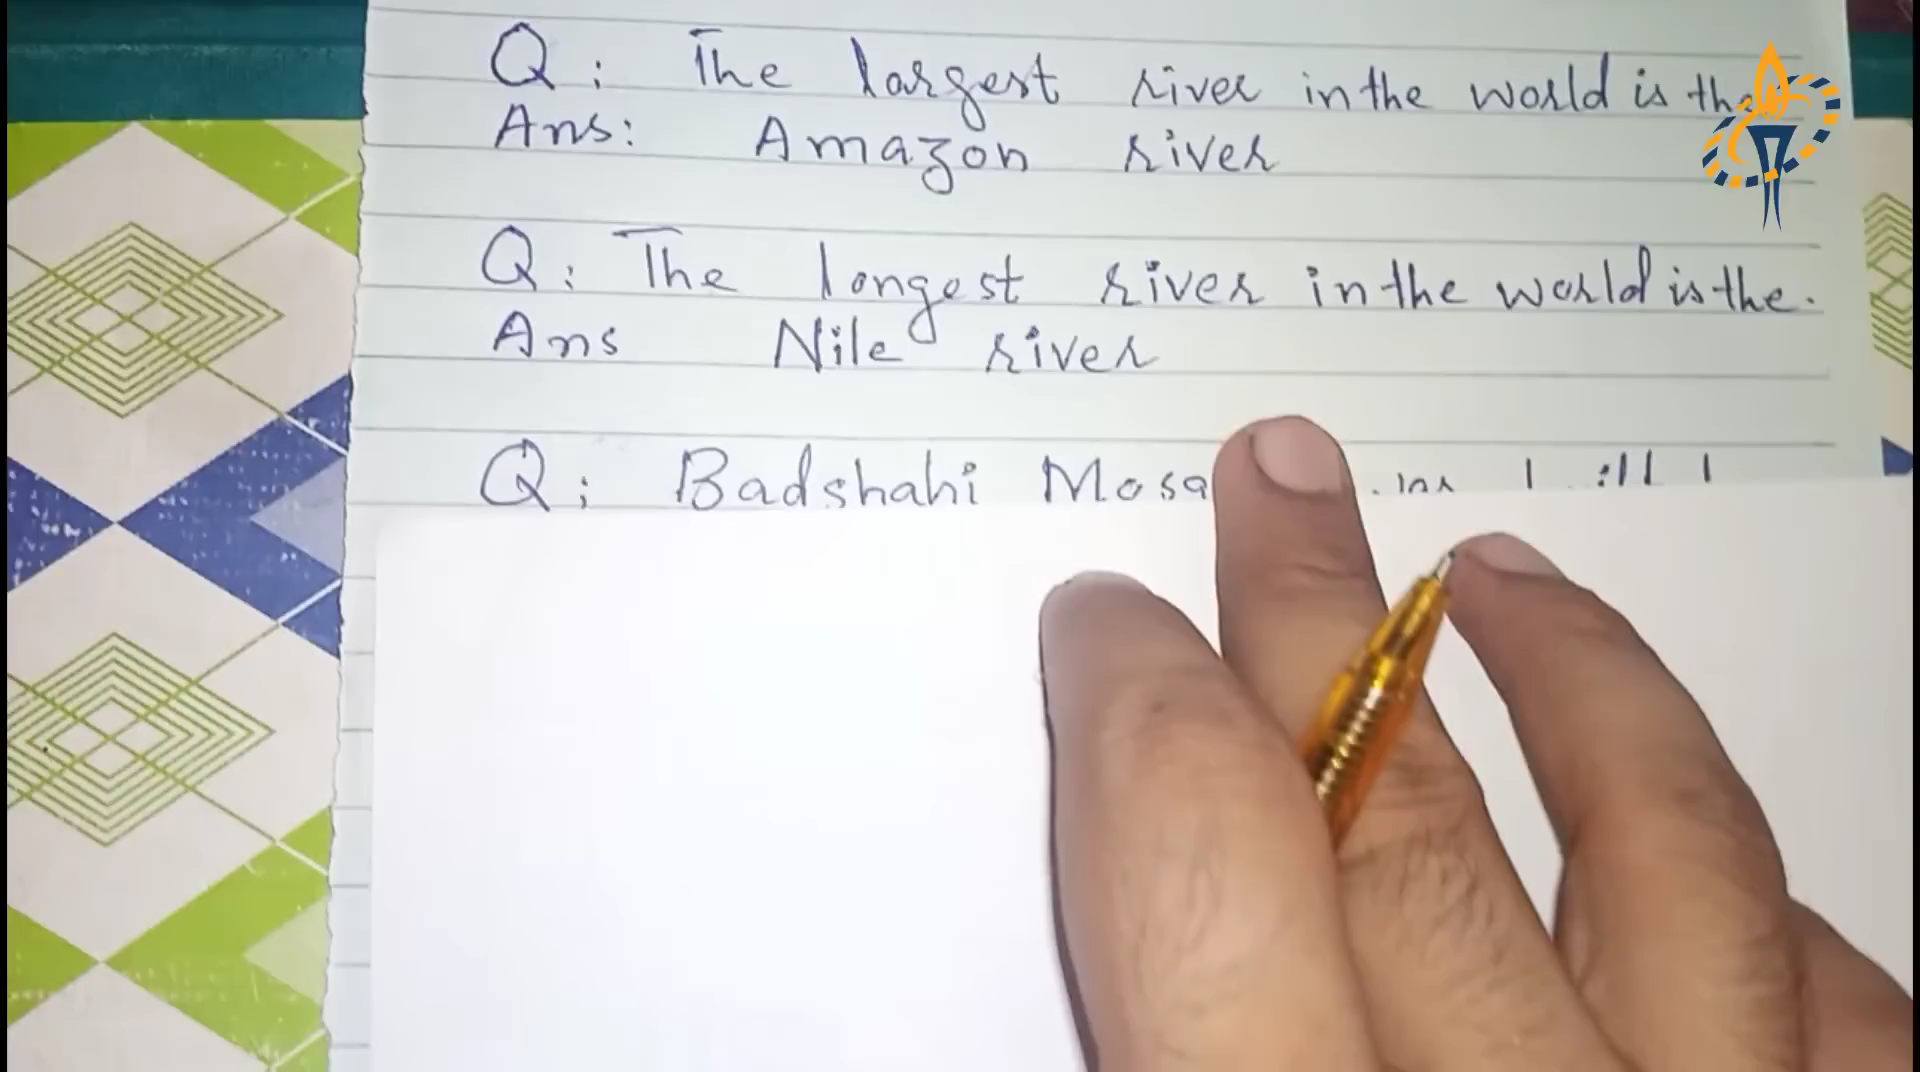 Q: The largest river in the world is the
Ans: Amazon river
Q: The longest river in the world is the.
Ans Nile river
Q: Badshahi